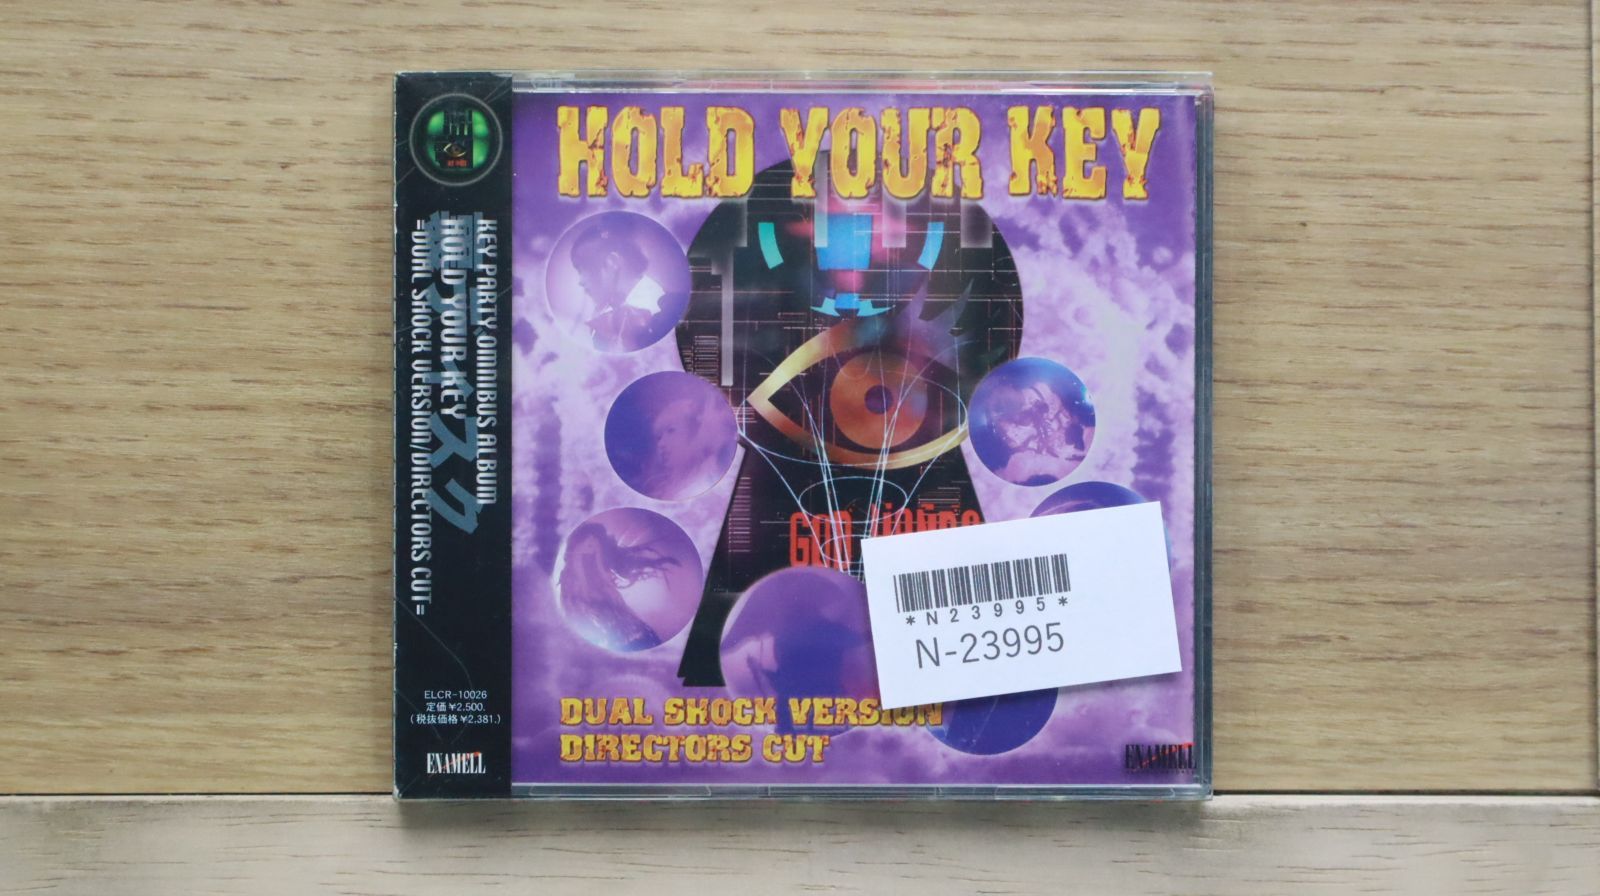 HOLD YOUR KEY
KEY PARTY OMNIBUS ALBUM
HOLD YOUR KEY
=DUAL SHOCK VERSION/DIRECTORS CUT=
*N23995*
N-23995
DUAL SHOCK VERSION
DIRECTORS CUT
ELCR-10026
定価¥2,500.
(税抜価格¥2,381.)
ENAMELL
ENAMELL